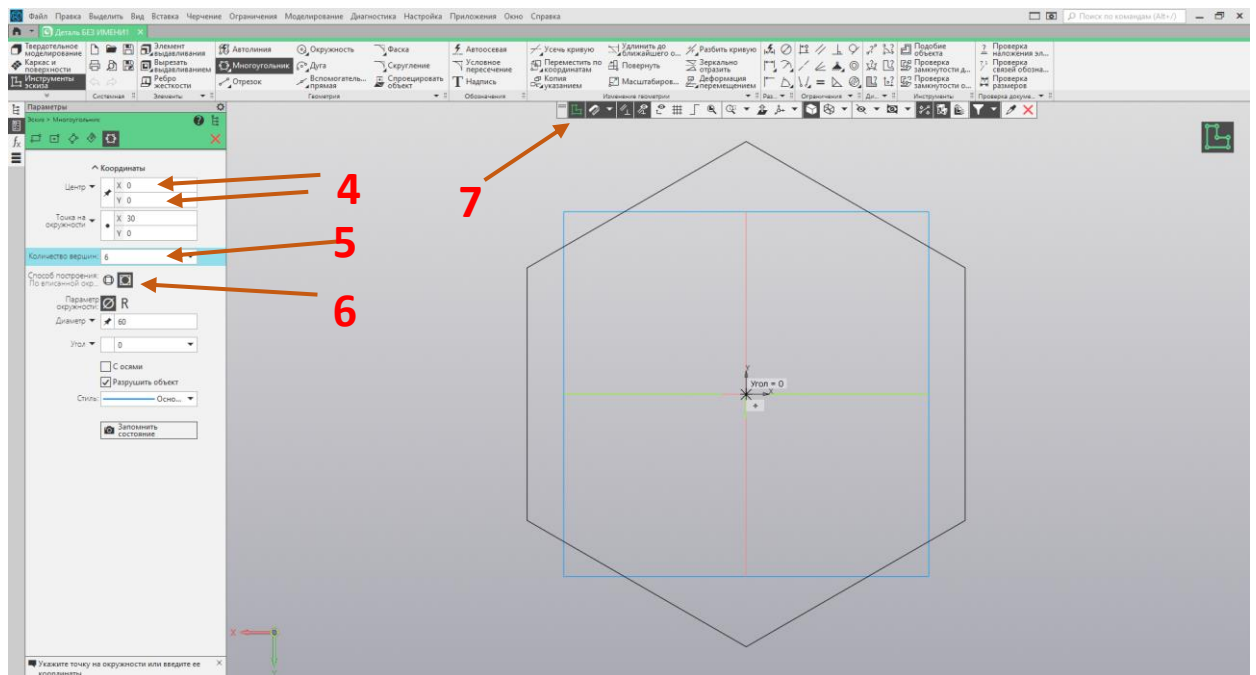 Файл Правка Выделить Вид Вставка Черчение Ограничения Моделирование Диагностика Настройка Приложения Окно Справка
Поиск по командам (Alt+/)
Деталь БЕЗ ИМЕНИ1
Твердотельное моделирование
Каркас и поверхности
Инструменты эскиза
Элемент выдавливания
Вырезать выдавливанием
Ребро жесткости
Автолиния
Многоугольник
Отрезок
Окружность
Дуга
Вспомогатель... прямая
Фаска
Скругление
Спроецировать объект
Автоосевая
Условное пересечение
Надпись
Усечь кривую
Переместить по координатам
Копия указанием
Удлинить до ближайшего о...
Повернуть
Масштабиров...
Разбить кривую
Зеркально отразить
Деформация перемещением
Подобие объекта
Проверка замкнутости д...
Проверка замкнутости о...
Проверка наложения эл...
Проверка связей обозна...
Проверка размеров
Системная
Элементы
Геометрия
Обозначения
Изменение геометрии
Раз...
Ограничения
Ди...
Инструменты
Проверка докуме...
Параметры
Эскиз > Многоугольник
Координаты
Центр
X 0
Y 0
Точка на окружности
X 30
Y 0
Количество вершин: 6
Способ построения:
По вписанной окр...
Параметр окружности:
R
Диаметр
60
Угол
0
С осями
Разрушить объект
Стиль:
Осно...
Запомнить состояние
4
5
6
7
Y
Угол = 0
X
+
X
Укажите точку на окружности или введите ее
координаты